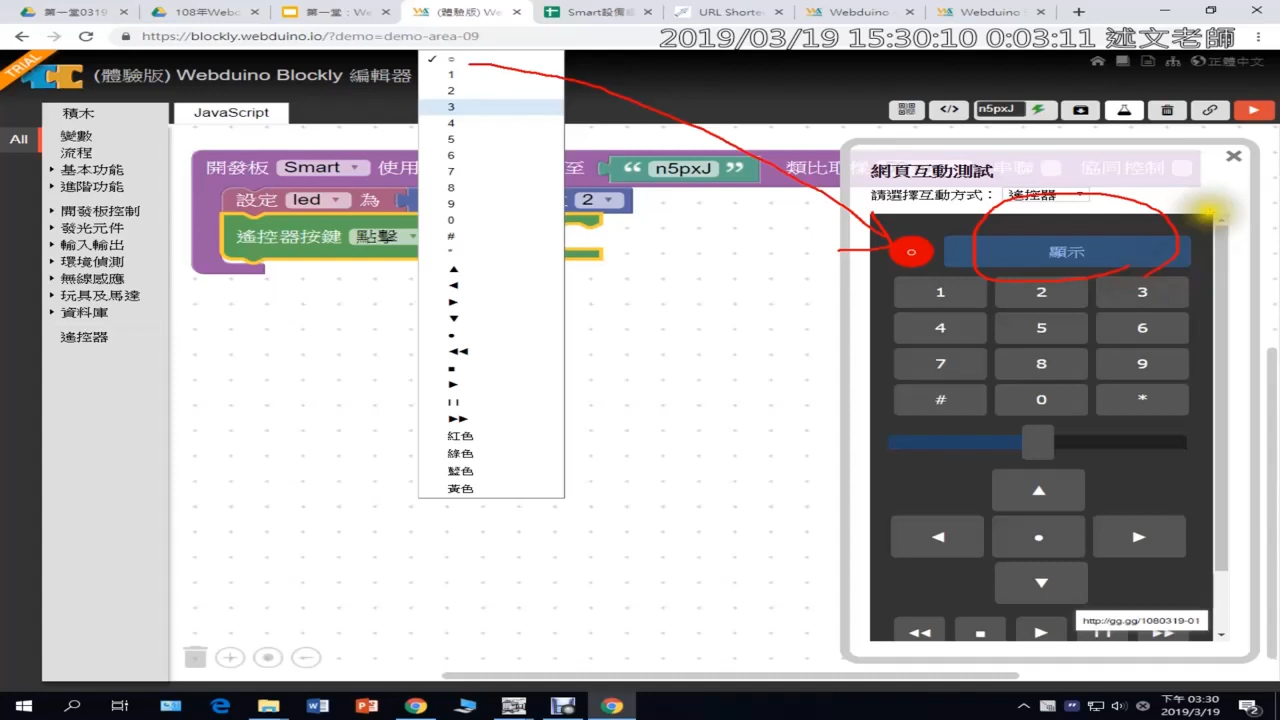 第一堂0319
108年Webc
第一堂：We
(體驗版) We
Smart設備編
URL Shorte
Webduino
Webduino
https://blockly.webduino.io/?demo=demo-area-09
2019/03/19 15:30:10 0:03:11 述文老師
TRIAL
(體驗版) Webduino Blockly 編輯器
正體中文
All
積木
變數
流程
基本功能
進階功能
開發板控制
發光元件
輸入輸出
環境偵測
無線感應
玩具及馬達
資料庫
遙控器
JavaScript
n5pxJ
</>
開發板 Smart 使用
至 “ n5pxJ ” 類比取樣
串聯
協同控制
設定 led 為
2
遙控器按鍵 點擊
✓ ○
1
2
3
4
5
6
7
8
9
0
#
*
▲
◀
▶
▼
●
◀◀
■
▶
❙❙
▶▶
紅色
綠色
藍色
黃色
網頁互動測試
請選擇互動方式： 遙控器
○ 顯示
1 2 3
4 5 6
7 8 9
# 0 *
▲
◀ ● ▶
▼
http://gg.gg/1080319-01
◀◀ ■ ▶ ❙❙ ▶▶
下午 03:30
2019/3/19
2